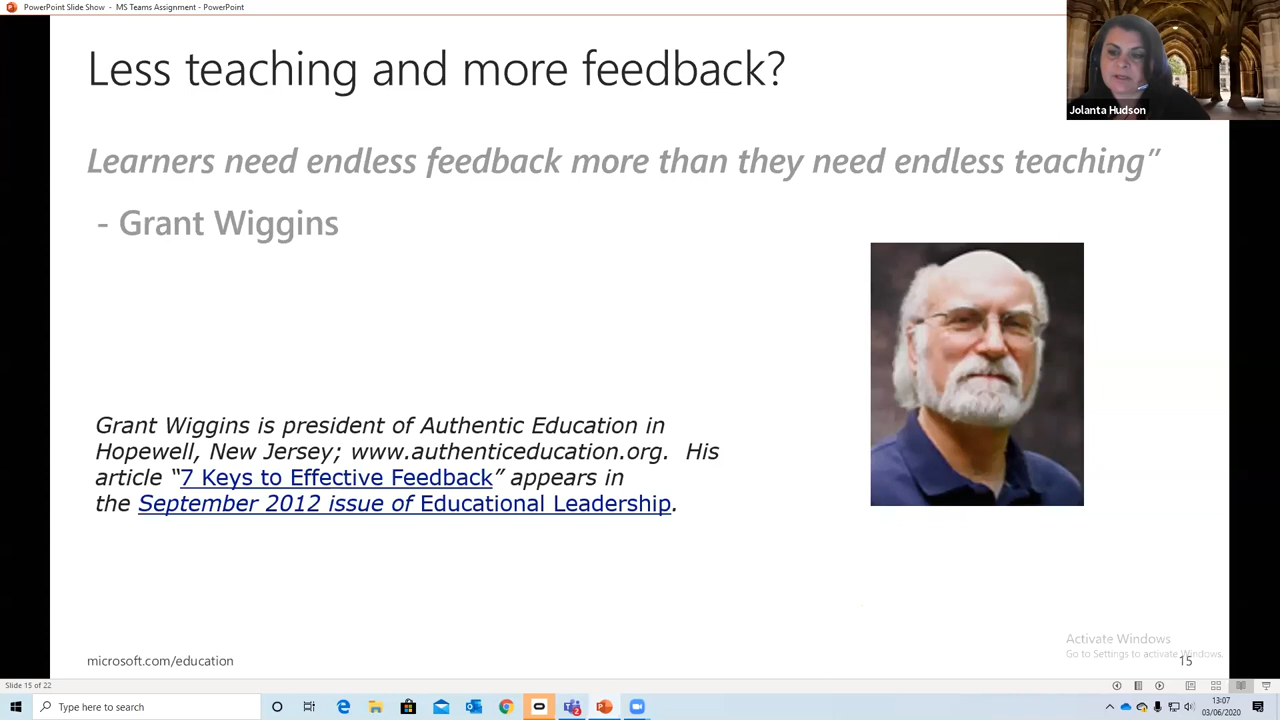 PowerPoint Slide Show - MS Teams Assignment - PowerPoint
Less teaching and more feedback?
Jolanta Hudson
Learners need endless feedback more than they need endless teaching”
- Grant Wiggins
Grant Wiggins is president of Authentic Education in
Hopewell, New Jersey; www.authenticeducation.org. His
article “7 Keys to Effective Feedback” appears in
the September 2012 issue of Educational Leadership.
Activate Windows
Go to Settings to activate Windows.
microsoft.com/education
15
Slide 15 of 22
Type here to search
2
13:07
03/06/2020